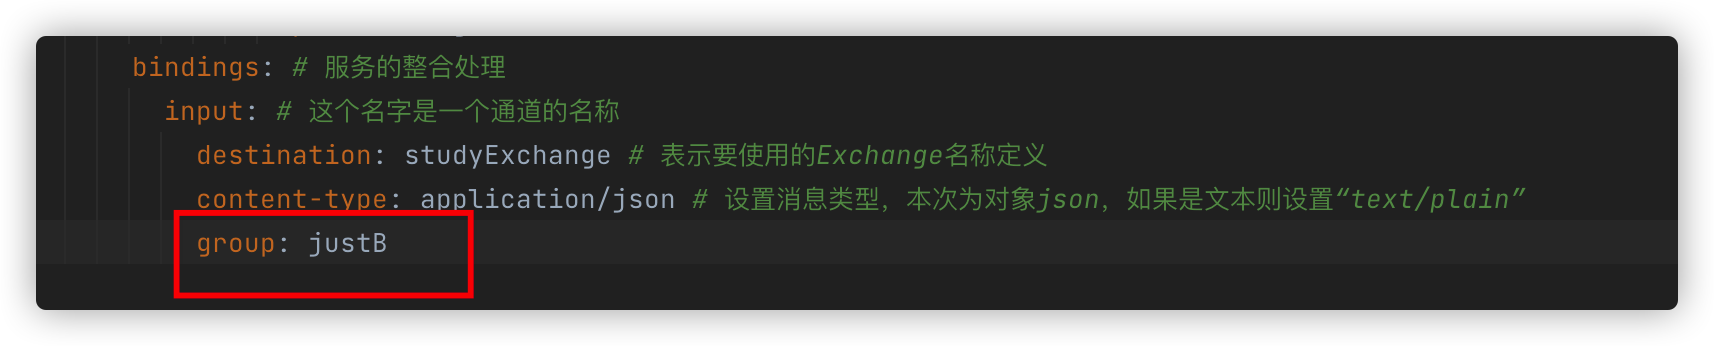 bindings: # 服务的整合处理
input: # 这个名字是一个通道的名称
destination: studyExchange # 表示要使用的Exchange名称定义
content-type: application/json # 设置消息类型，本次为对象json，如果是文本则设置“text/plain”
group: justB